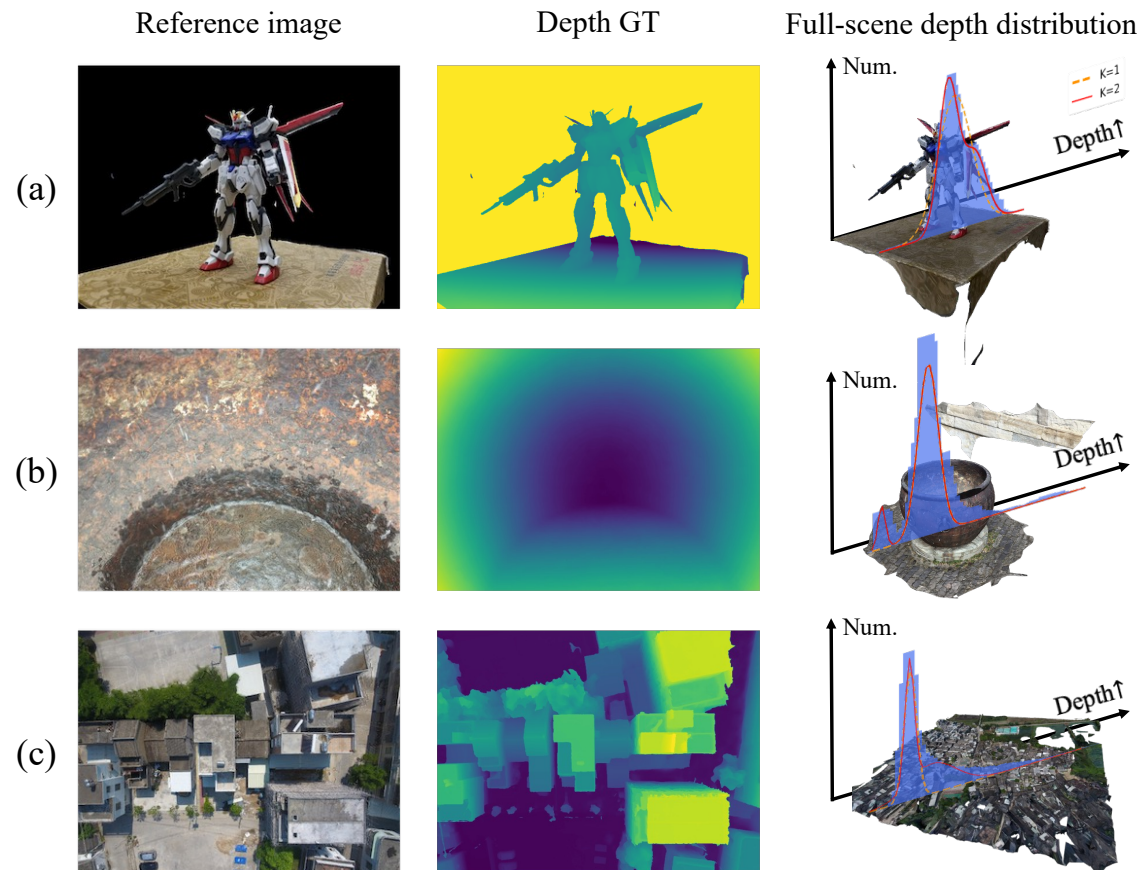 Reference image
Depth GT
Full-scene depth distribution
(a)
Num.
K=1
K=2
Depth↑
(b)
Num.
Depth↑
(c)
Num.
Depth↑